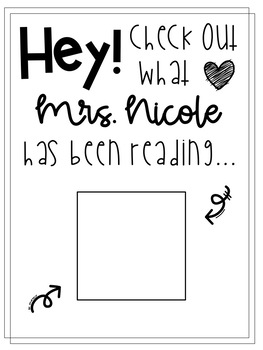 Hey! Check Out
What
Mrs. Nicole
has been reading...